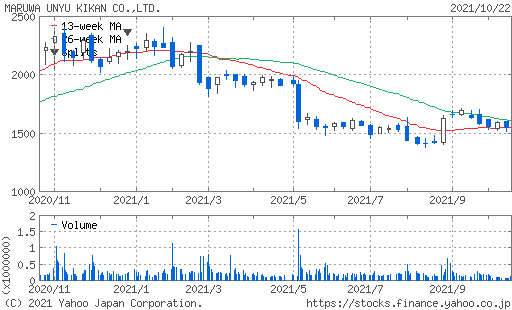 MARUWA UNYU KIKAN CO.,LTD. 2021/10/22
2500
13-week MA
26-week MA
Splits
2000
1500
1000
2020/11 2021/1 2021/3 2021/5 2021/7 2021/9
2
Volume
1.5
1
0.5
0
(x1000000)
2020/11 2021/1 2021/3 2021/5 2021/7 2021/9
(C) 2021 Yahoo Japan Corporation. https://stocks.finance.yahoo.co.jp